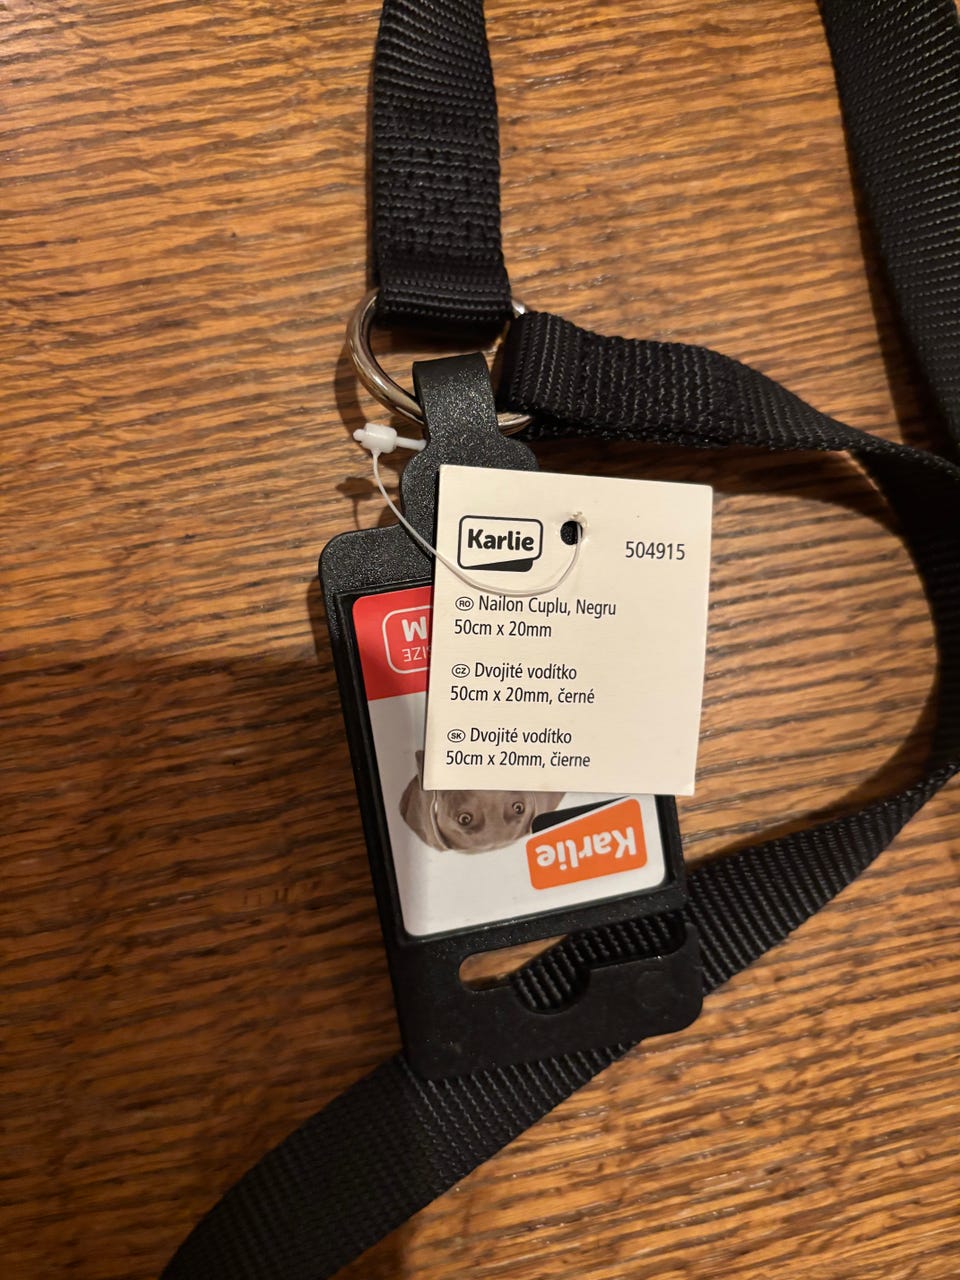 Karlie
504915
RO Nailon Cuplu, Negru
50cm x 20mm
CZ Dvojité vodítko
50cm x 20mm, černé
SK Dvojité vodítko
50cm x 20mm, čierne
M
SIZE
Karlie